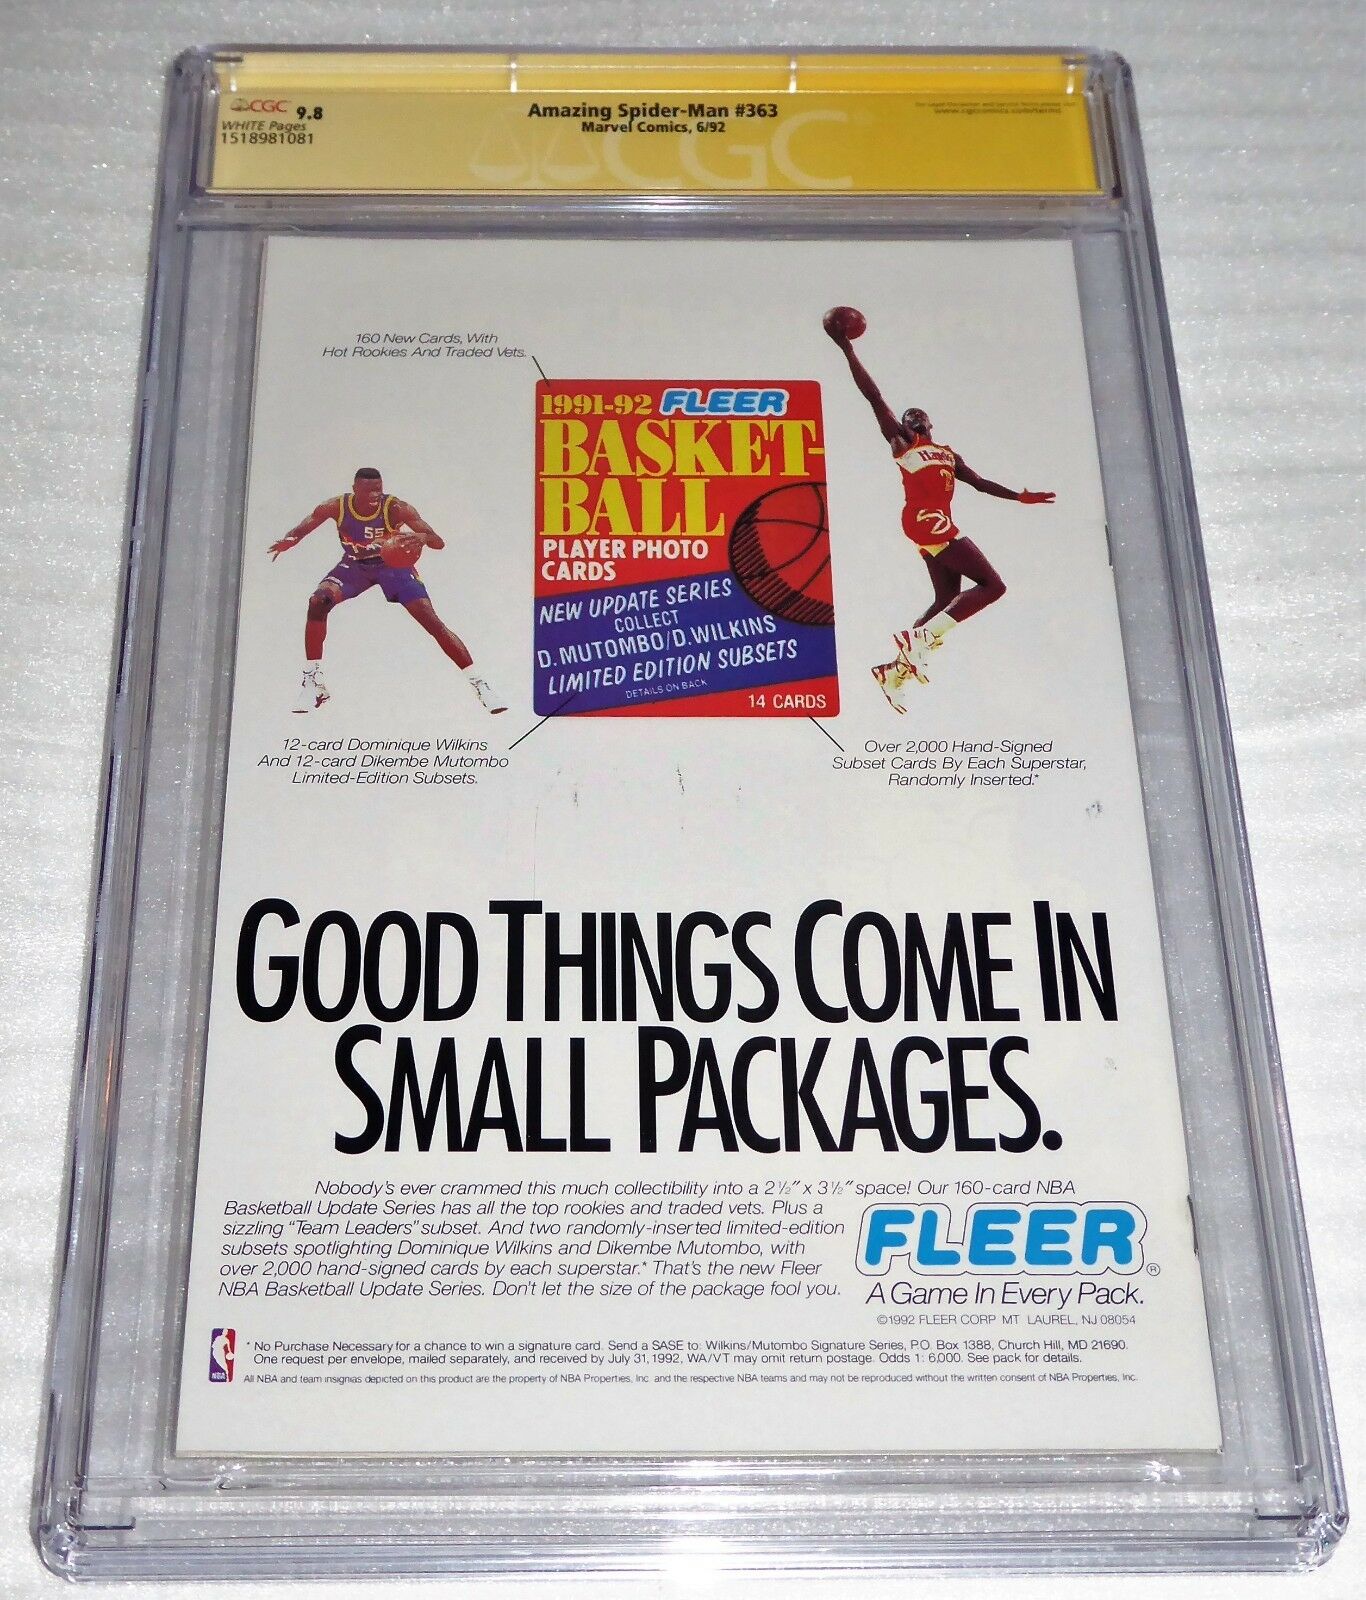 CGC 9.8
WHITE Pages
1518981081
Amazing Spider-Man #363
Marvel Comics, 6/92
www.cgccomics.com/terms
CGC
160 New Cards, With
Hot Rookies And Traded Vets.
1991-92 FLEER
BASKET-
BALL
PLAYER PHOTO
CARDS
NEW UPDATE SERIES
COLLECT
D. MUTOMBO/D. WILKINS
LIMITED EDITION SUBSETS
DETAILS ON BACK
14 CARDS
55
12-card Dominique Wilkins
And 12-card Dikembe Mutombo
Limited-Edition Subsets.
Over 2,000 Hand-Signed
Subset Cards By Each Superstar,
Randomly Inserted.*
GOOD THINGS COME IN
SMALL PACKAGES.
Nobody's ever crammed this much collectibility into a 2½" x 3½" space! Our 160-card NBA
Basketball Update Series has all the top rookies and traded vets. Plus a
sizzling "Team Leaders" subset. And two randomly-inserted limited-edition
subsets spotlighting Dominique Wilkins and Dikembe Mutombo, with
over 2,000 hand-signed cards by each superstar.* That's the new Fleer
NBA Basketball Update Series. Don't let the size of the package fool you.
FLEER®
A Game In Every Pack.
©1992 FLEER CORP MT LAUREL, NJ 08054
* No Purchase Necessary for a chance to win a signature card. Send a SASE to: Wilkins/Mutombo Signature Series, P.O. Box 1388, Church Hill, MD 21690.
One request per envelope, mailed separately, and received by July 31, 1992, WA/VT may omit return postage. Odds 1: 6,000. See pack for details.
NBA
All NBA and team insignias depicted on this product are the property of NBA Properties, Inc. and the respective NBA teams and may not be reproduced without the written consent of NBA Properties, Inc.